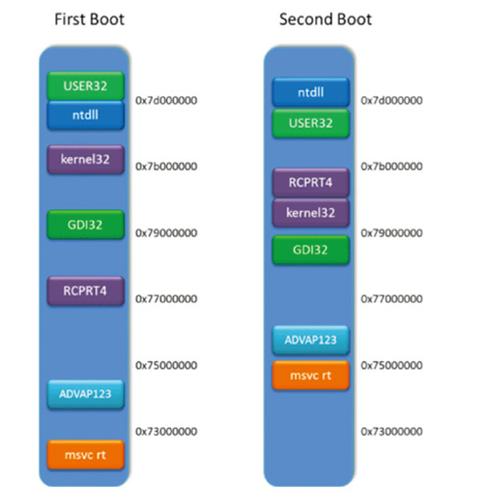 First Boot
USER32
0x7d000000
ntdll
kernel32
0x7b000000
GDI32
0x79000000
RCPRT4
0x77000000
0x75000000
ADVAP123
0x73000000
msvc rt
Second Boot
ntdll
0x7d000000
USER32
0x7b000000
RCPRT4
kernel32
0x79000000
GDI32
0x77000000
ADVAP123
0x75000000
msvc rt
0x73000000